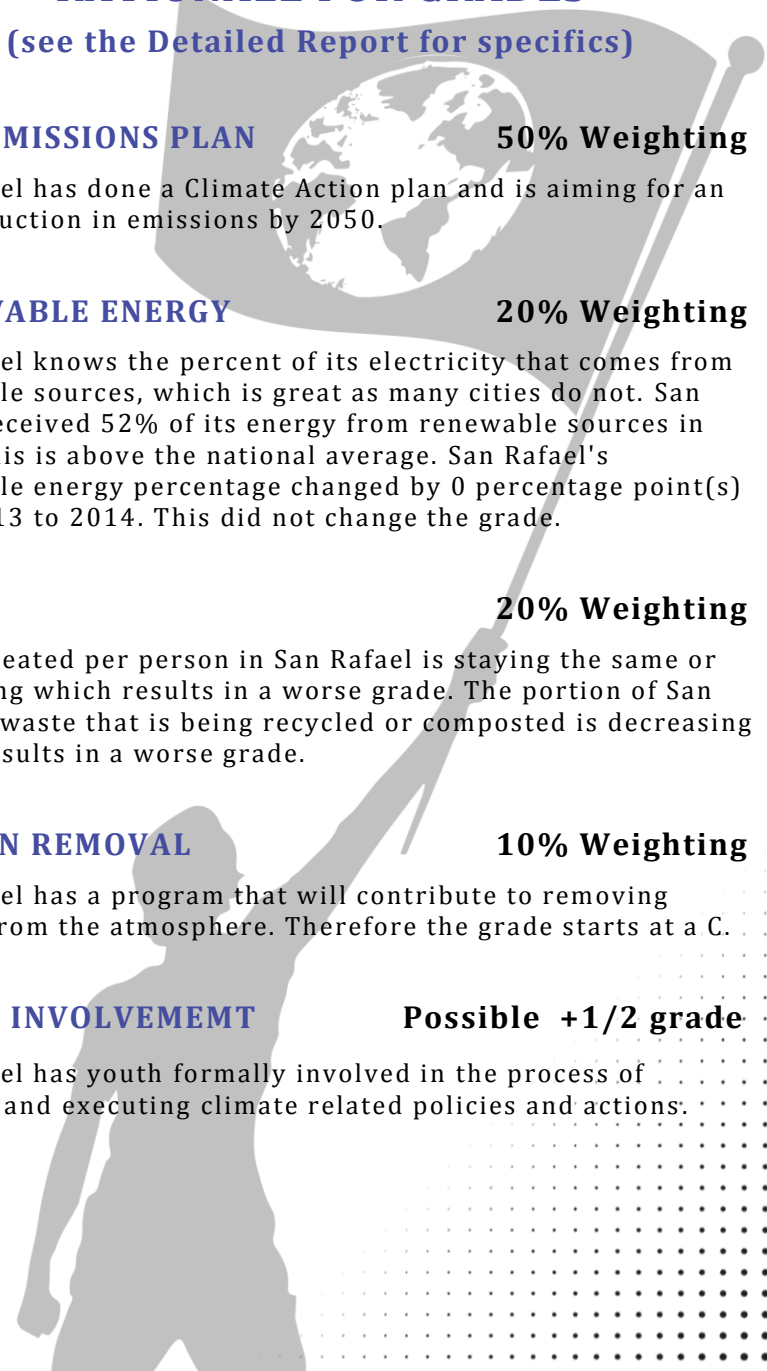 (see the Detailed Report for specifics)
MISSIONS PLAN 50% Weighting
el has done a Climate Action plan and is aiming for an
uction in emissions by 2050.
ABLE ENERGY 20% Weighting
el knows the percent of its electricity that comes from
le sources, which is great as many cities do not. San
eceived 52% of its energy from renewable sources in
is is above the national average. San Rafael's
le energy percentage changed by 0 percentage point(s)
13 to 2014. This did not change the grade.
20% Weighting
eated per person in San Rafael is staying the same or
ng which results in a worse grade. The portion of San
waste that is being recycled or composted is decreasing
sults in a worse grade.
N REMOVAL 10% Weighting
el has a program that will contribute to removing
rom the atmosphere. Therefore the grade starts at a C.
INVOLVEMEMT Possible +1/2 grade
el has youth formally involved in the process of
and executing climate related policies and actions.